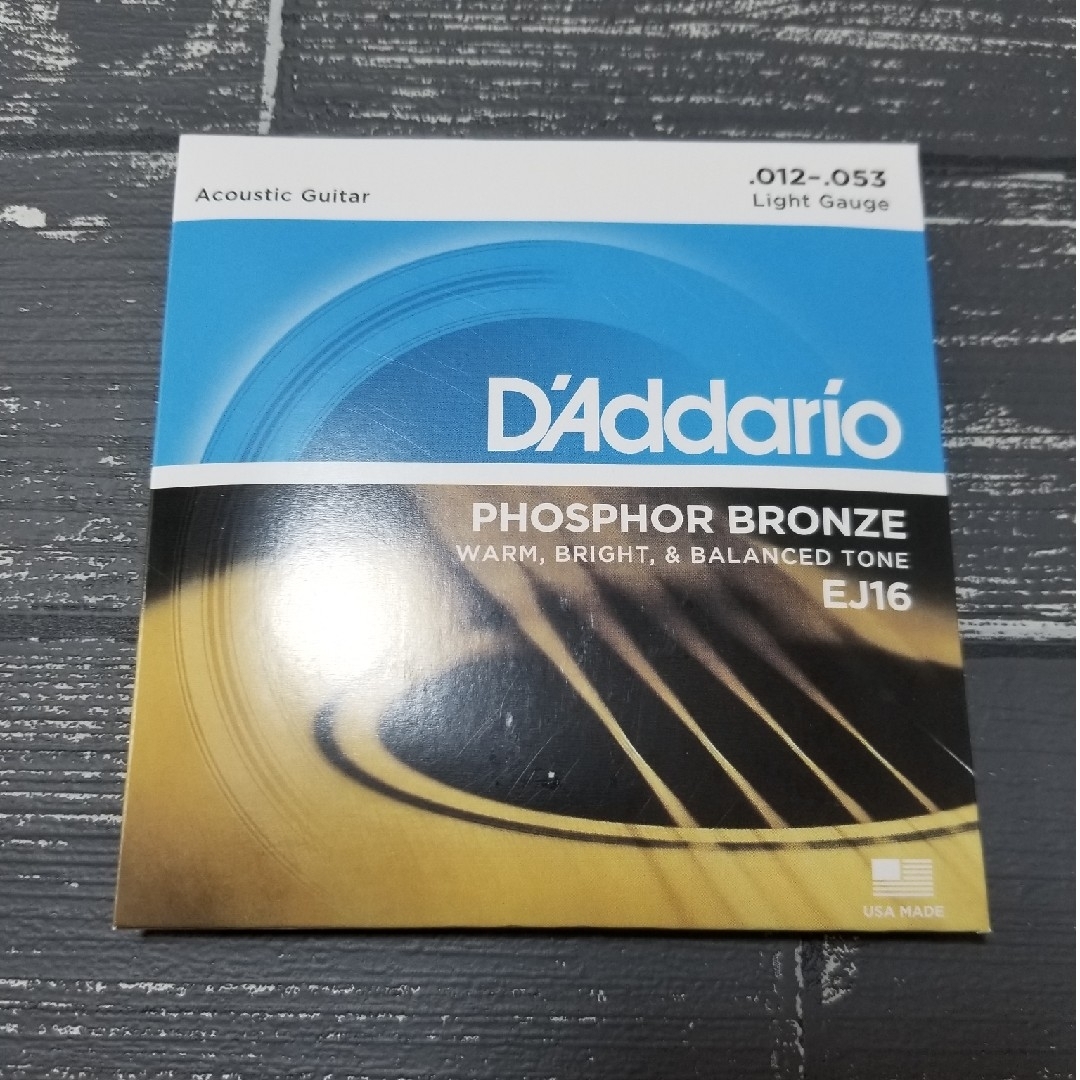 Acoustic Guitar
.012-.053
Light Gauge
D'Addario
PHOSPHOR BRONZE
WARM, BRIGHT, & BALANCED TONE
EJ16
USA MADE